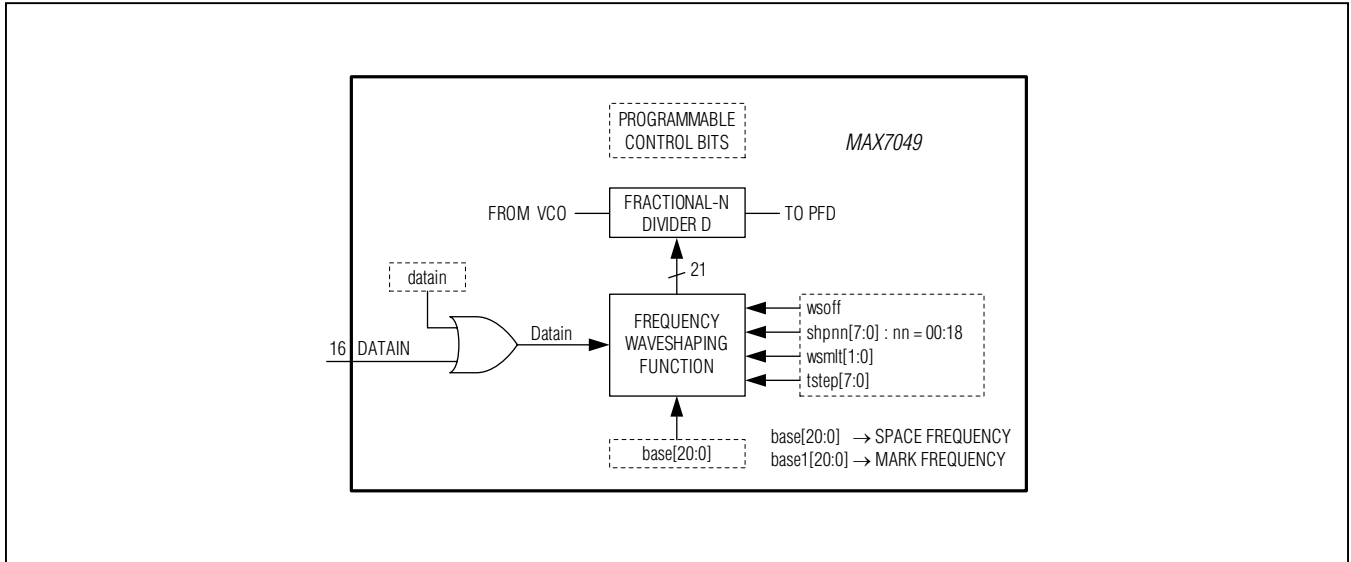 PROGRAMMABLE
CONTROL BITS
MAX7049
FROM VCO
FRACTIONAL-N
DIVIDER D
TO PFD
21
datain
16
DATAIN
Datain
FREQUENCY
WAVESHAPING
FUNCTION
wsoff
shpnn[7:0] : nn = 00:18
wsmlt[1:0]
tstep[7:0]
base[20:0]
base[20:0] → SPACE FREQUENCY
base1[20:0] → MARK FREQUENCY